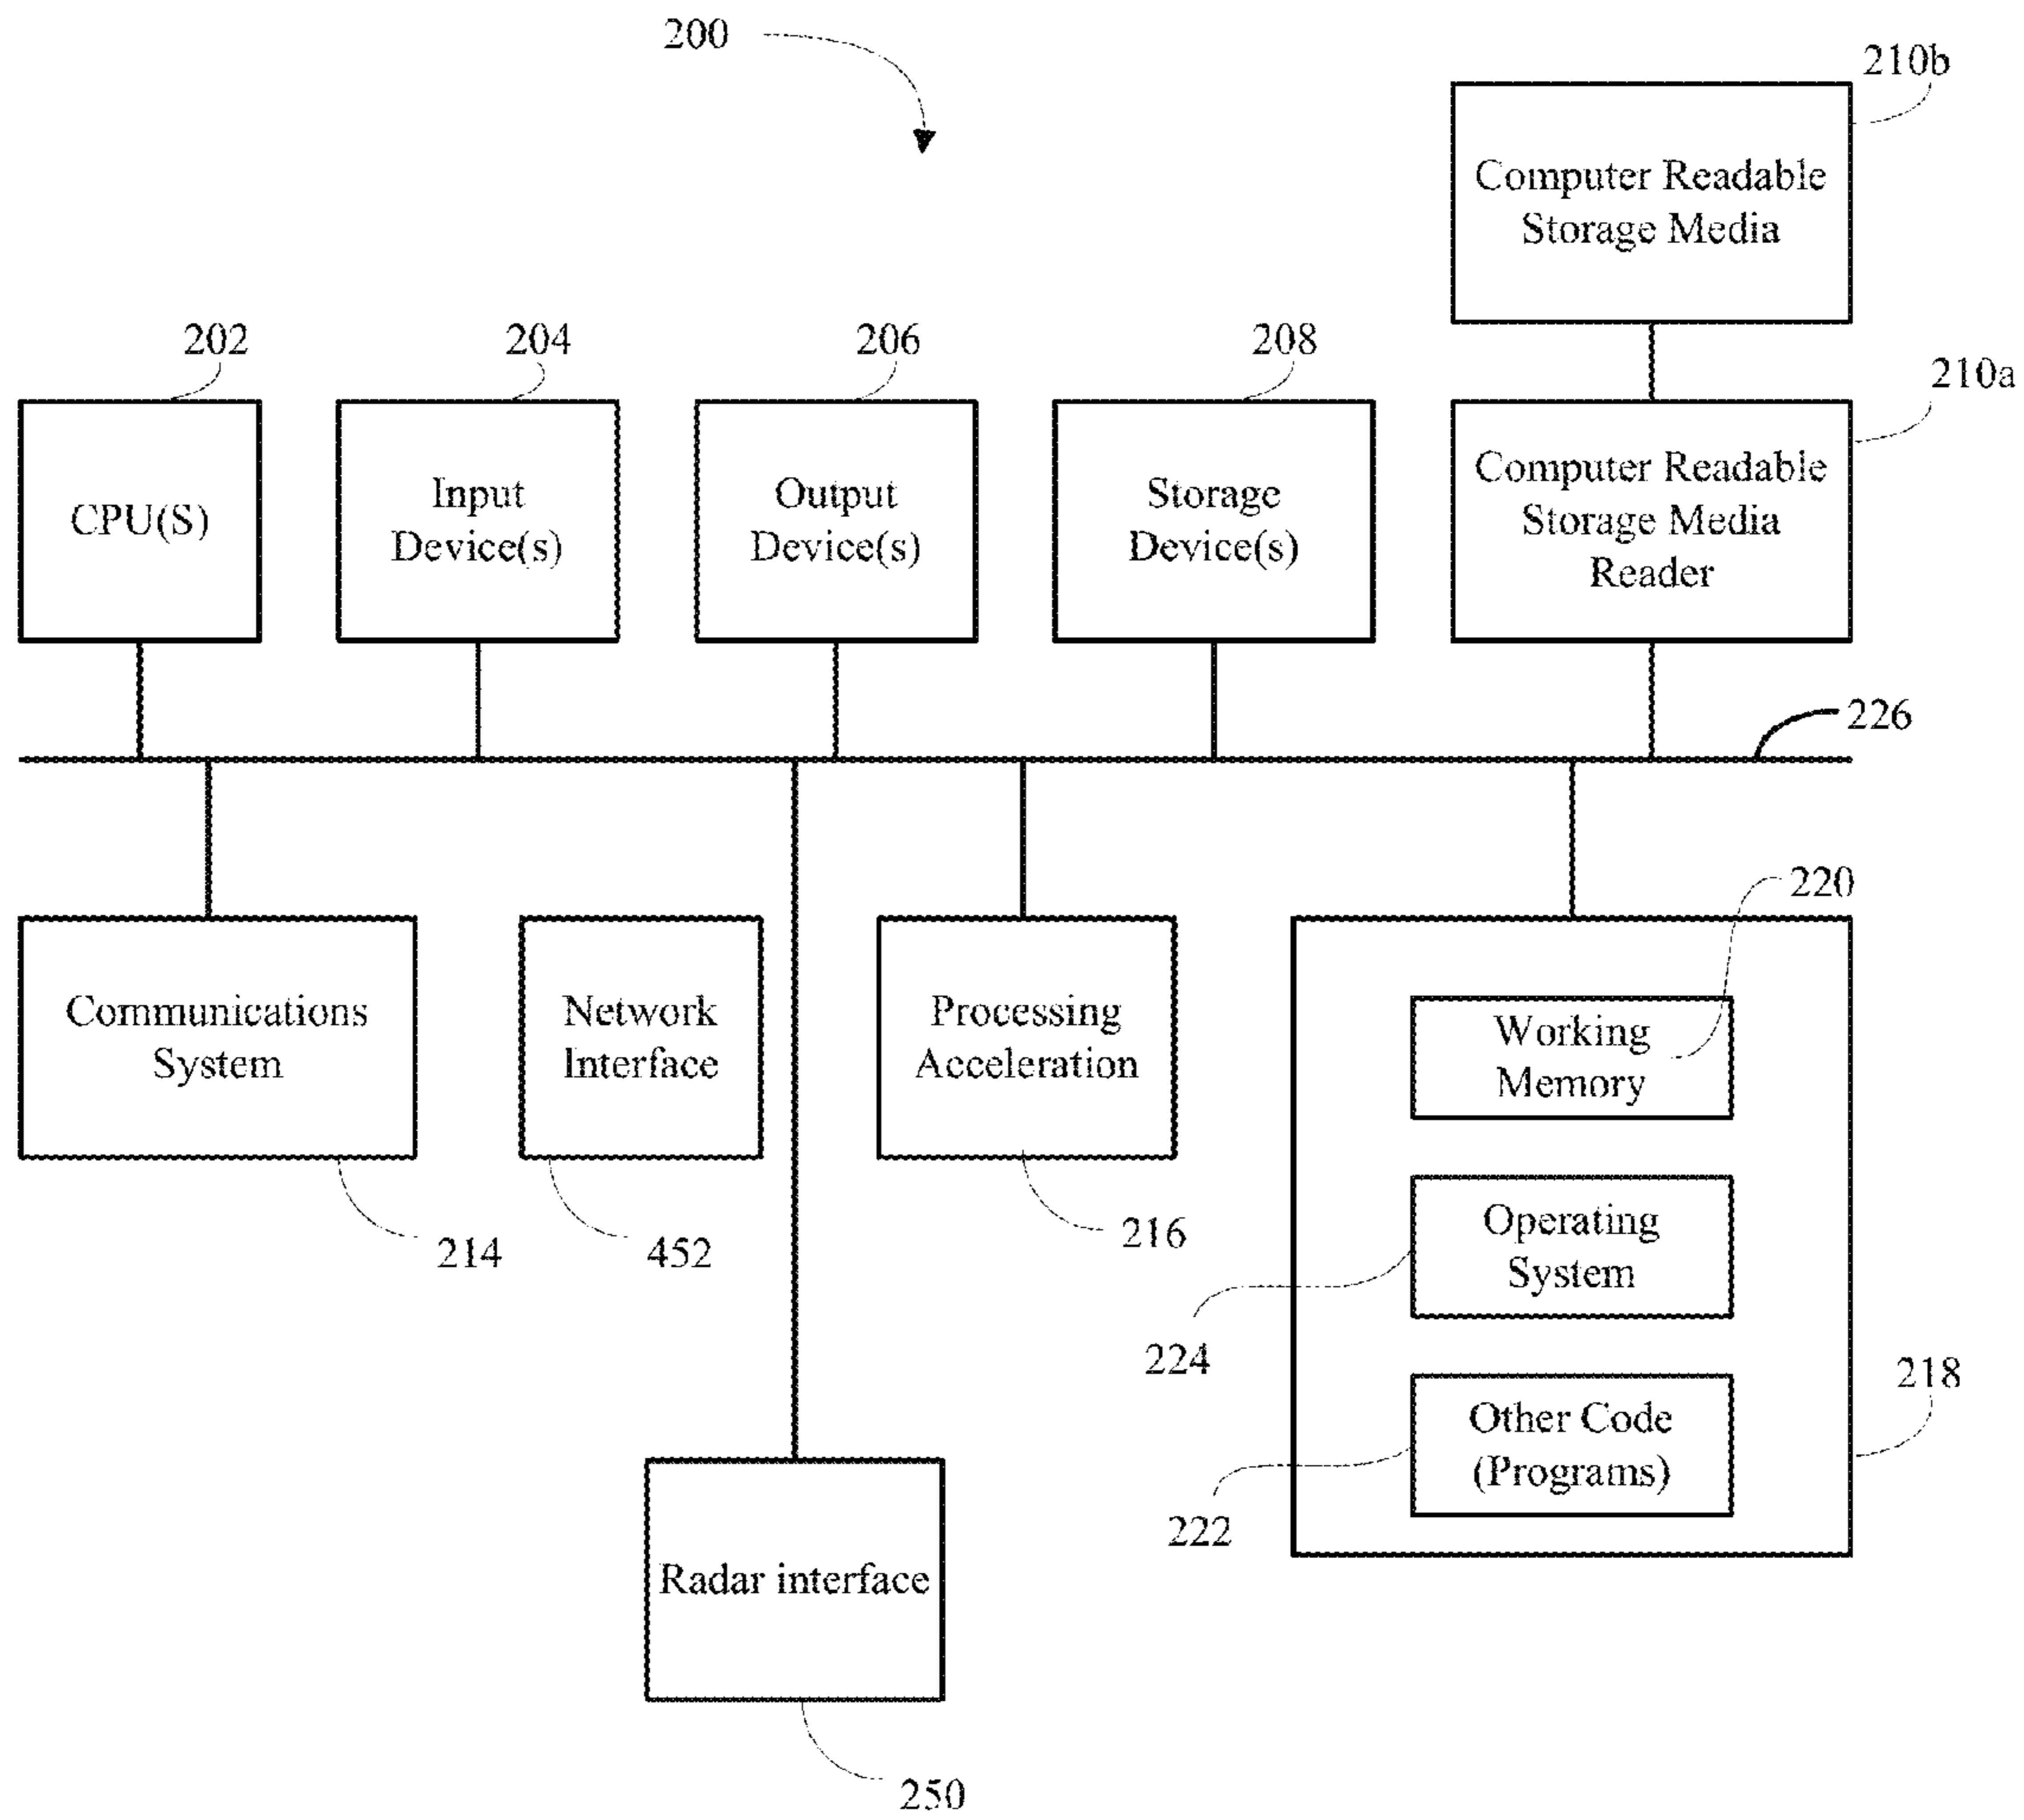 200
210b
Computer Readable
Storage Media
202
204
206
208
210a
CPU(S)
Input
Device(s)
Output
Device(s)
Storage
Device(s)
Computer Readable
Storage Media
Reader
226
220
Communications
System
Network
Interface
Processing
Acceleration
Working
Memory
214
452
216
Operating
System
224
218
Other Code
(Programs)
222
Radar interface
250